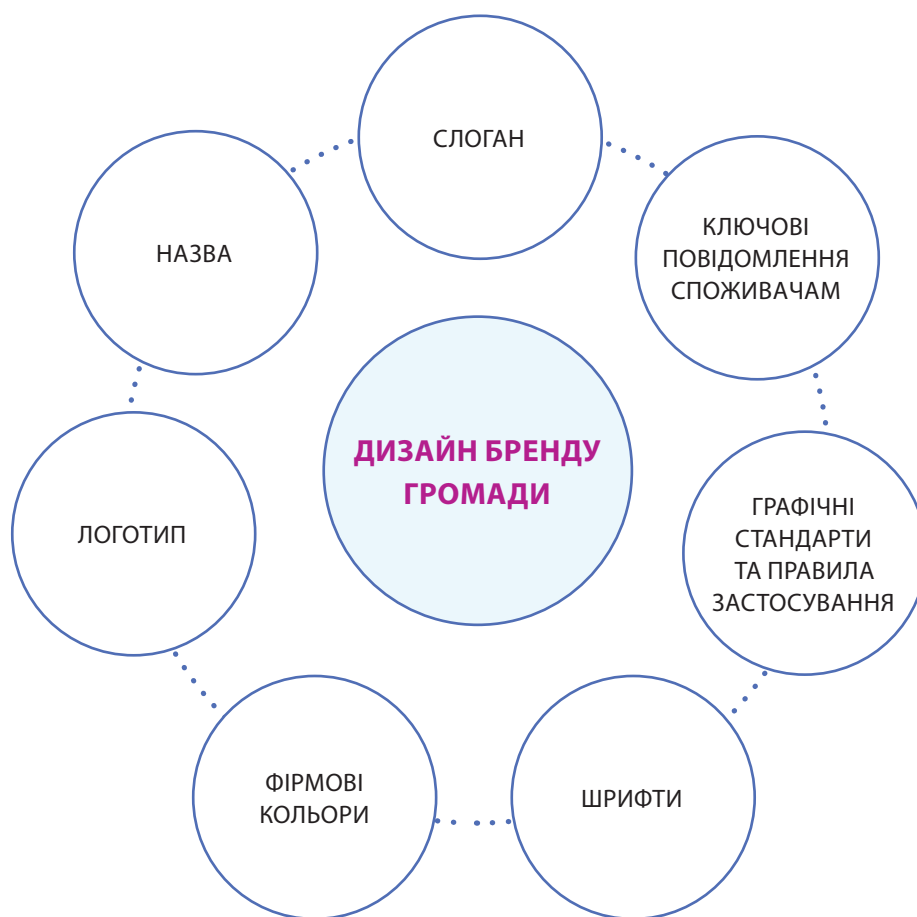 СЛОГАН
КЛЮЧОВІ
ПОВІДОМЛЕННЯ
СПОЖИВАЧАМ
НАЗВА
ДИЗАЙН БРЕНДУ
ГРОМАДИ
ЛОГОТИП
ГРАФІЧНІ
СТАНДАРТИ
ТА ПРАВИЛА
ЗАСТОСУВАННЯ
ФІРМОВІ
КОЛЬОРИ
ШРИФТИ